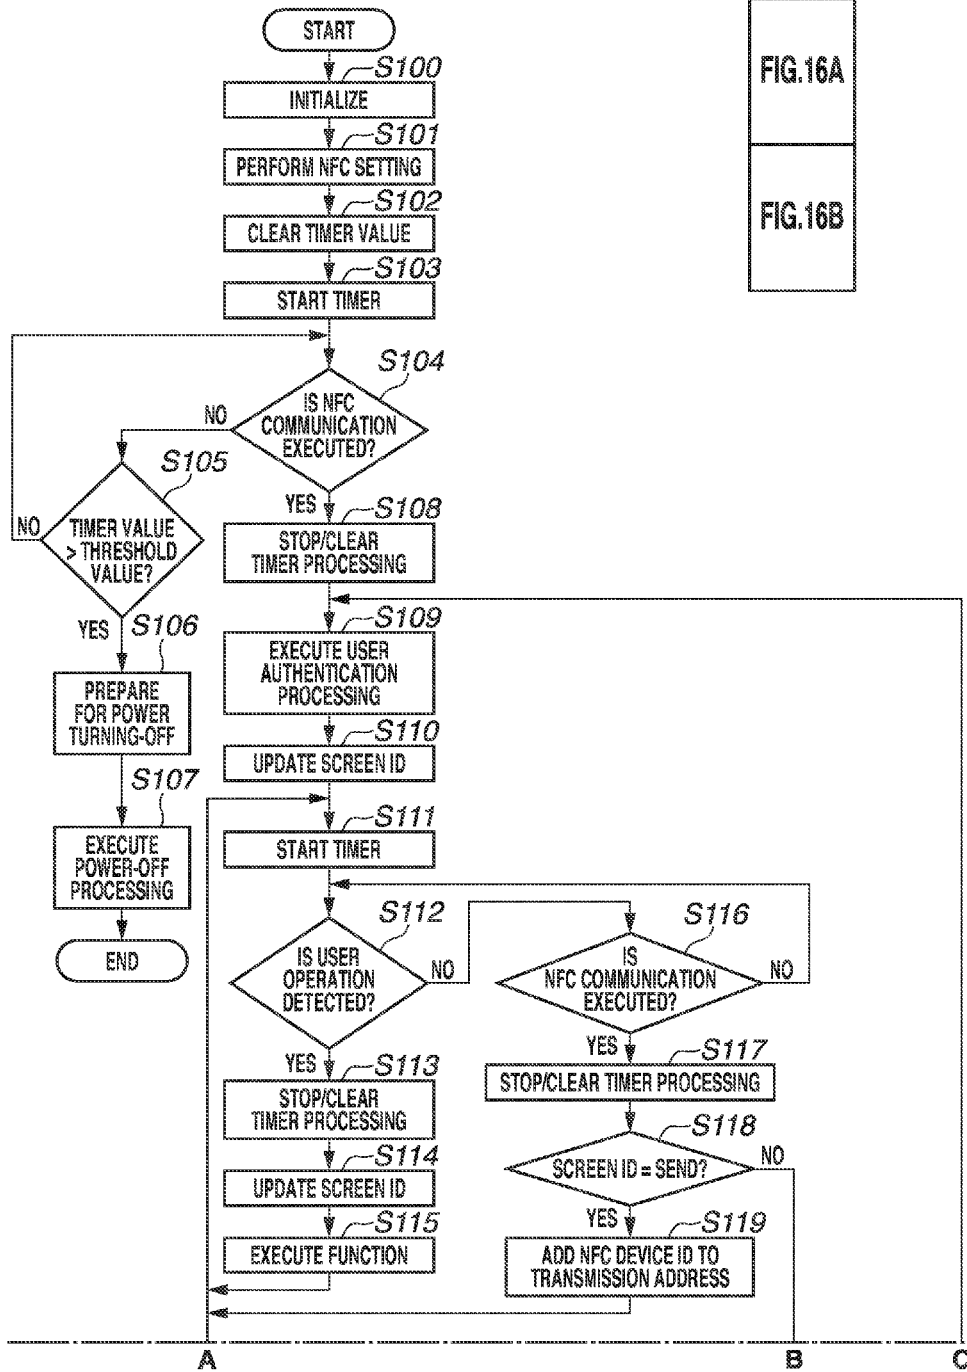 START
S100
INITIALIZE
S101
PERFORM NFC SETTING
S102
CLEAR TIMER VALUE
S103
START TIMER
S104
IS NFC
COMMUNICATION
EXECUTED?
NO
YES
S105
TIMER VALUE
> THRESHOLD
VALUE?
NO
YES
S106
PREPARE
FOR POWER
TURNING-OFF
S107
EXECUTE
POWER-OFF
PROCESSING
END
S108
STOP/CLEAR
TIMER PROCESSING
S109
EXECUTE USER
AUTHENTICATION
PROCESSING
S110
UPDATE SCREEN ID
S111
START TIMER
S112
IS USER
OPERATION
DETECTED?
NO
YES
S113
STOP/CLEAR
TIMER PROCESSING
S114
UPDATE SCREEN ID
S115
EXECUTE FUNCTION
S116
IS
NFC COMMUNICATION
EXECUTED?
NO
YES
S117
STOP/CLEAR TIMER PROCESSING
S118
SCREEN ID = SEND?
NO
YES
S119
ADD NFC DEVICE ID TO
TRANSMISSION ADDRESS
A
B
C
FIG.16A
FIG.16B